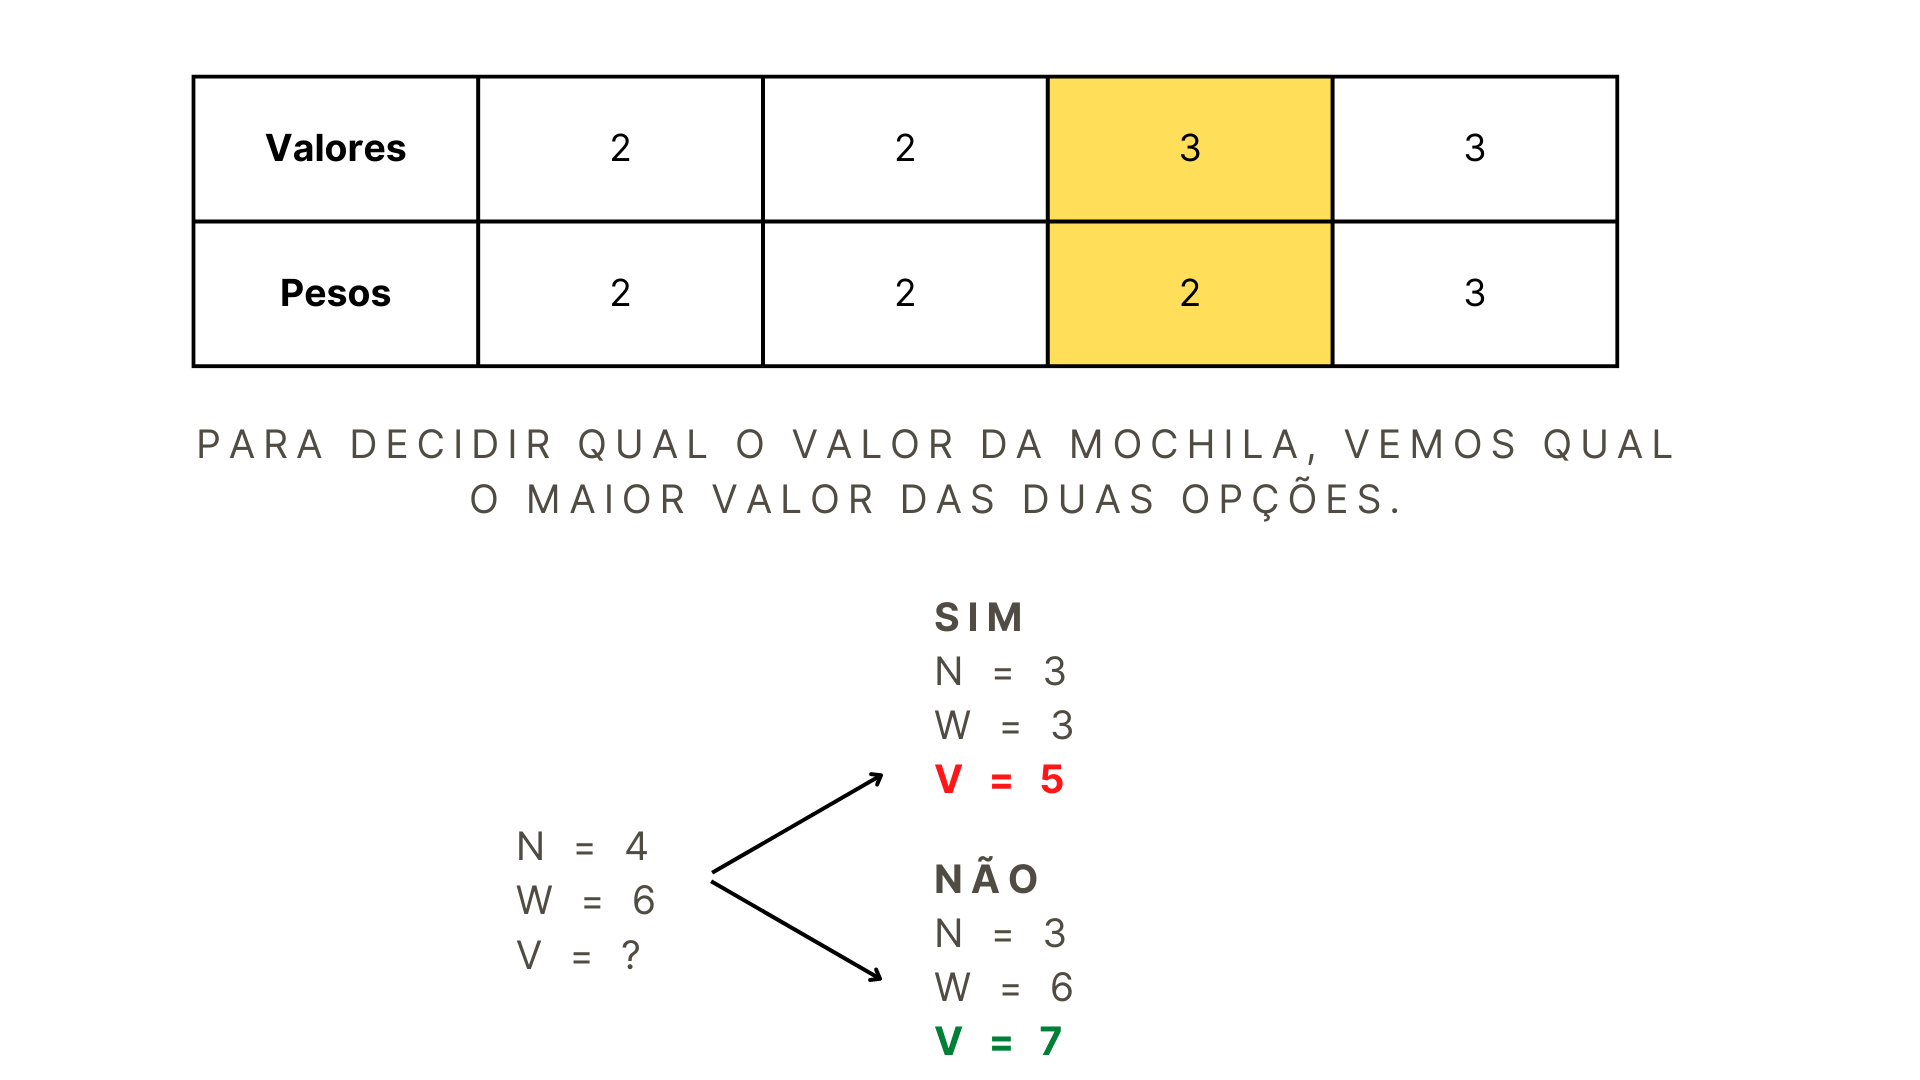 Valores 2 2 3 3
Pesos 2 2 2 3
PARA DECIDIR QUAL O VALOR DA MOCHILA, VEMOS QUAL
O MAIOR VALOR DAS DUAS OPÇÕES.
N = 4
W = 6
V = ?
SIM
N = 3
W = 3
V = 5
NÃO
N = 3
W = 6
V = 7